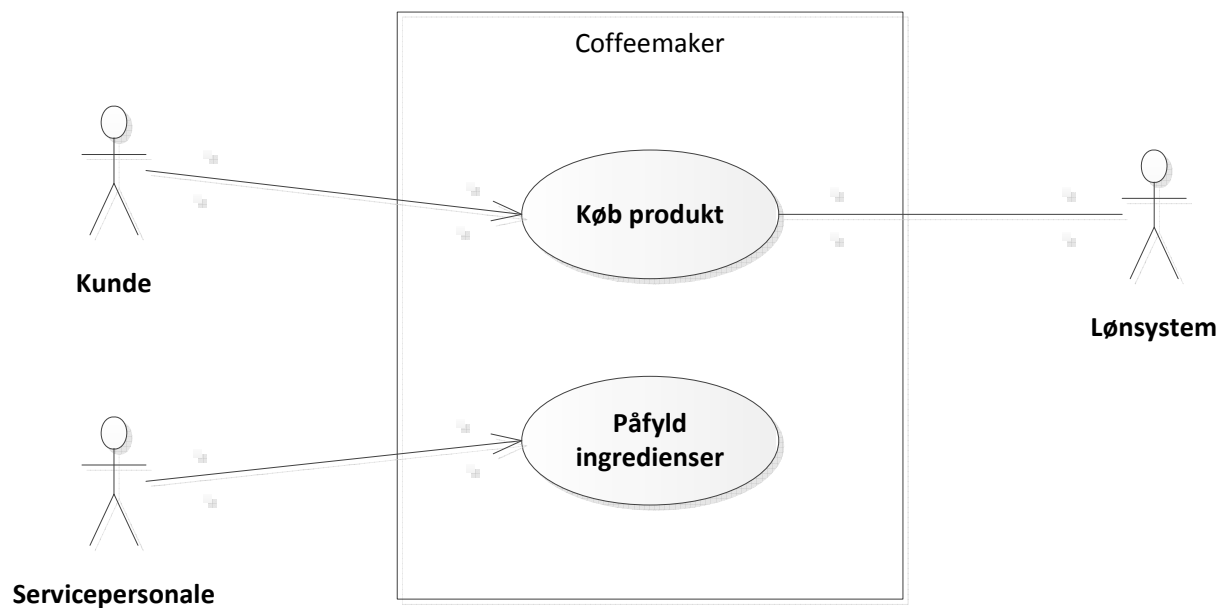 Coffeemaker
Køb produkt
Kunde
Lønsystem
Påfyld
ingredienser
Servicepersonale